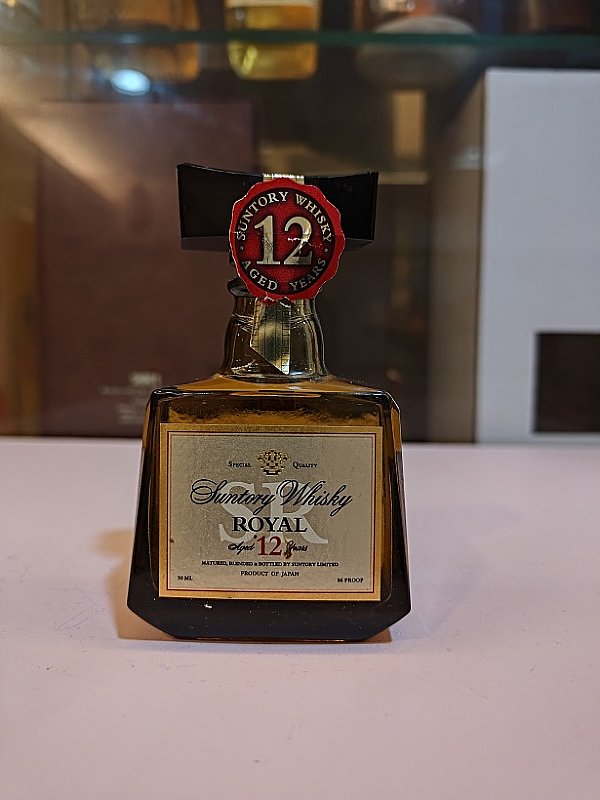 SUNTORY WHISKY
12
AGED YEARS
SPECIAL QUALITY
SR
Suntory Whisky
ROYAL
Aged 12 Years
MATURED, BLENDED & BOTTLED BY SUNTORY LIMITED
PRODUCT OF JAPAN
50 ML 86 PROOF